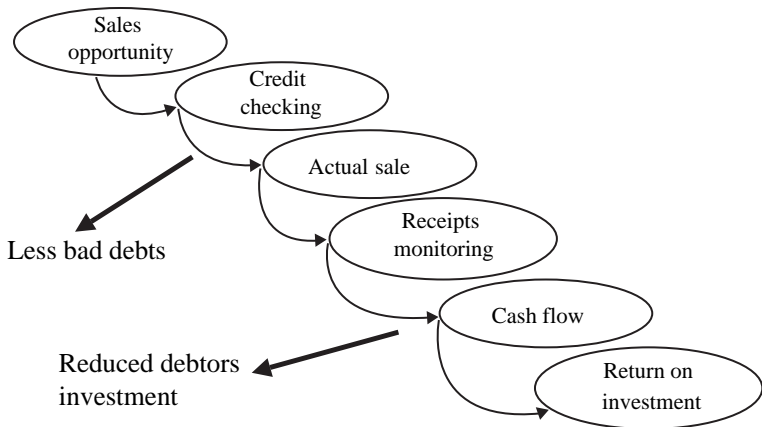 Sales
opportunity
Credit
checking
Actual sale
Receipts
monitoring
Less bad debts
Cash flow
Reduced debtors
investment
Return on
investment